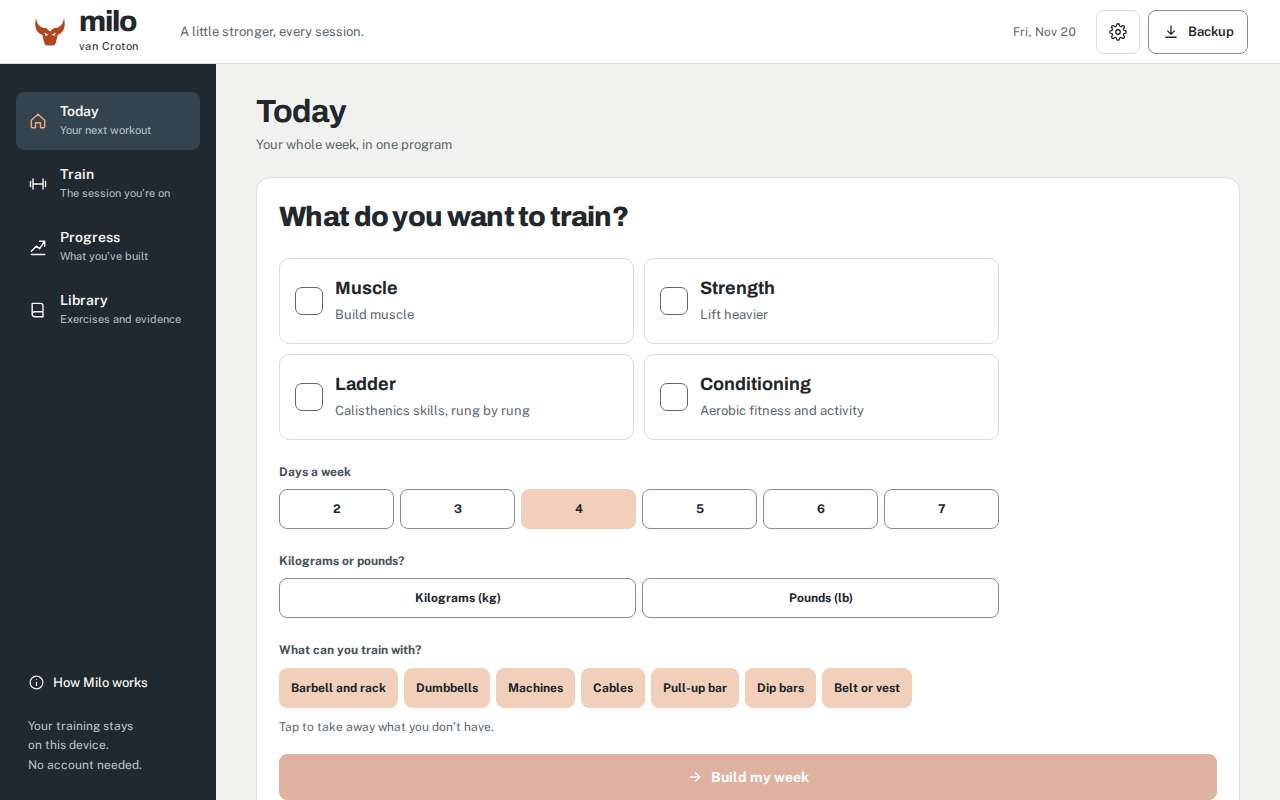 milo
van Croton
A little stronger, every session.
Fri, Nov 20
Backup
Today
Your next workout
Train
The session you're on
Progress
What you've built
Library
Exercises and evidence
How Milo works
Your training stays
on this device.
No account needed.
Today
Your whole week, in one program
What do you want to train?
Muscle
Build muscle
Strength
Lift heavier
Ladder
Calisthenics skills, rung by rung
Conditioning
Aerobic fitness and activity
Days a week
2 3 4 5 6 7
Kilograms or pounds?
Kilograms (kg) Pounds (lb)
What can you train with?
Barbell and rack Dumbbells Machines Cables Pull-up bar Dip bars Belt or vest
Tap to take away what you don't have.
Build my week